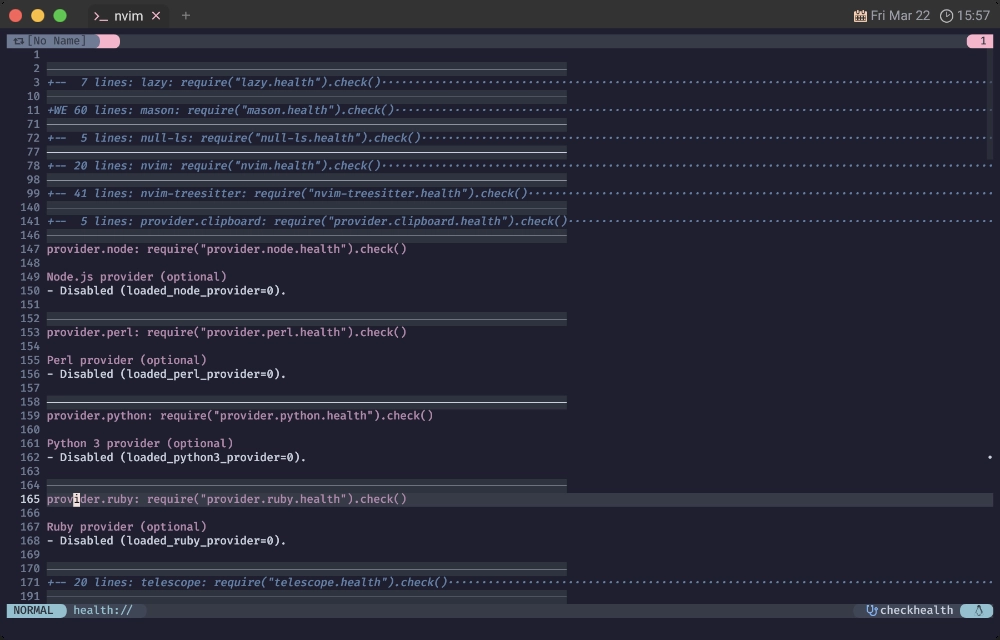 nvim
Fri Mar 22 15:57
[No Name] 1
1
2
3 +-- 7 lines: lazy: require("lazy.health").check()
10
11 +WE 60 lines: mason: require("mason.health").check()
71
72 +-- 5 lines: null-ls: require("null-ls.health").check()
77
78 +-- 20 lines: nvim: require("nvim.health").check()
98
99 +-- 41 lines: nvim-treesitter: require("nvim-treesitter.health").check()
140
141 +-- 5 lines: provider.clipboard: require("provider.clipboard.health").check()
146
147 provider.node: require("provider.node.health").check()
148
149 Node.js provider (optional)
150 - Disabled (loaded_node_provider=0).
151
152
153 provider.perl: require("provider.perl.health").check()
154
155 Perl provider (optional)
156 - Disabled (loaded_perl_provider=0).
157
158
159 provider.python: require("provider.python.health").check()
160
161 Python 3 provider (optional)
162 - Disabled (loaded_python3_provider=0).
163
164
165 provider.ruby: require("provider.ruby.health").check()
166
167 Ruby provider (optional)
168 - Disabled (loaded_ruby_provider=0).
169
170
171 +-- 20 lines: telescope: require("telescope.health").check()
191
NORMAL health:// checkhealth